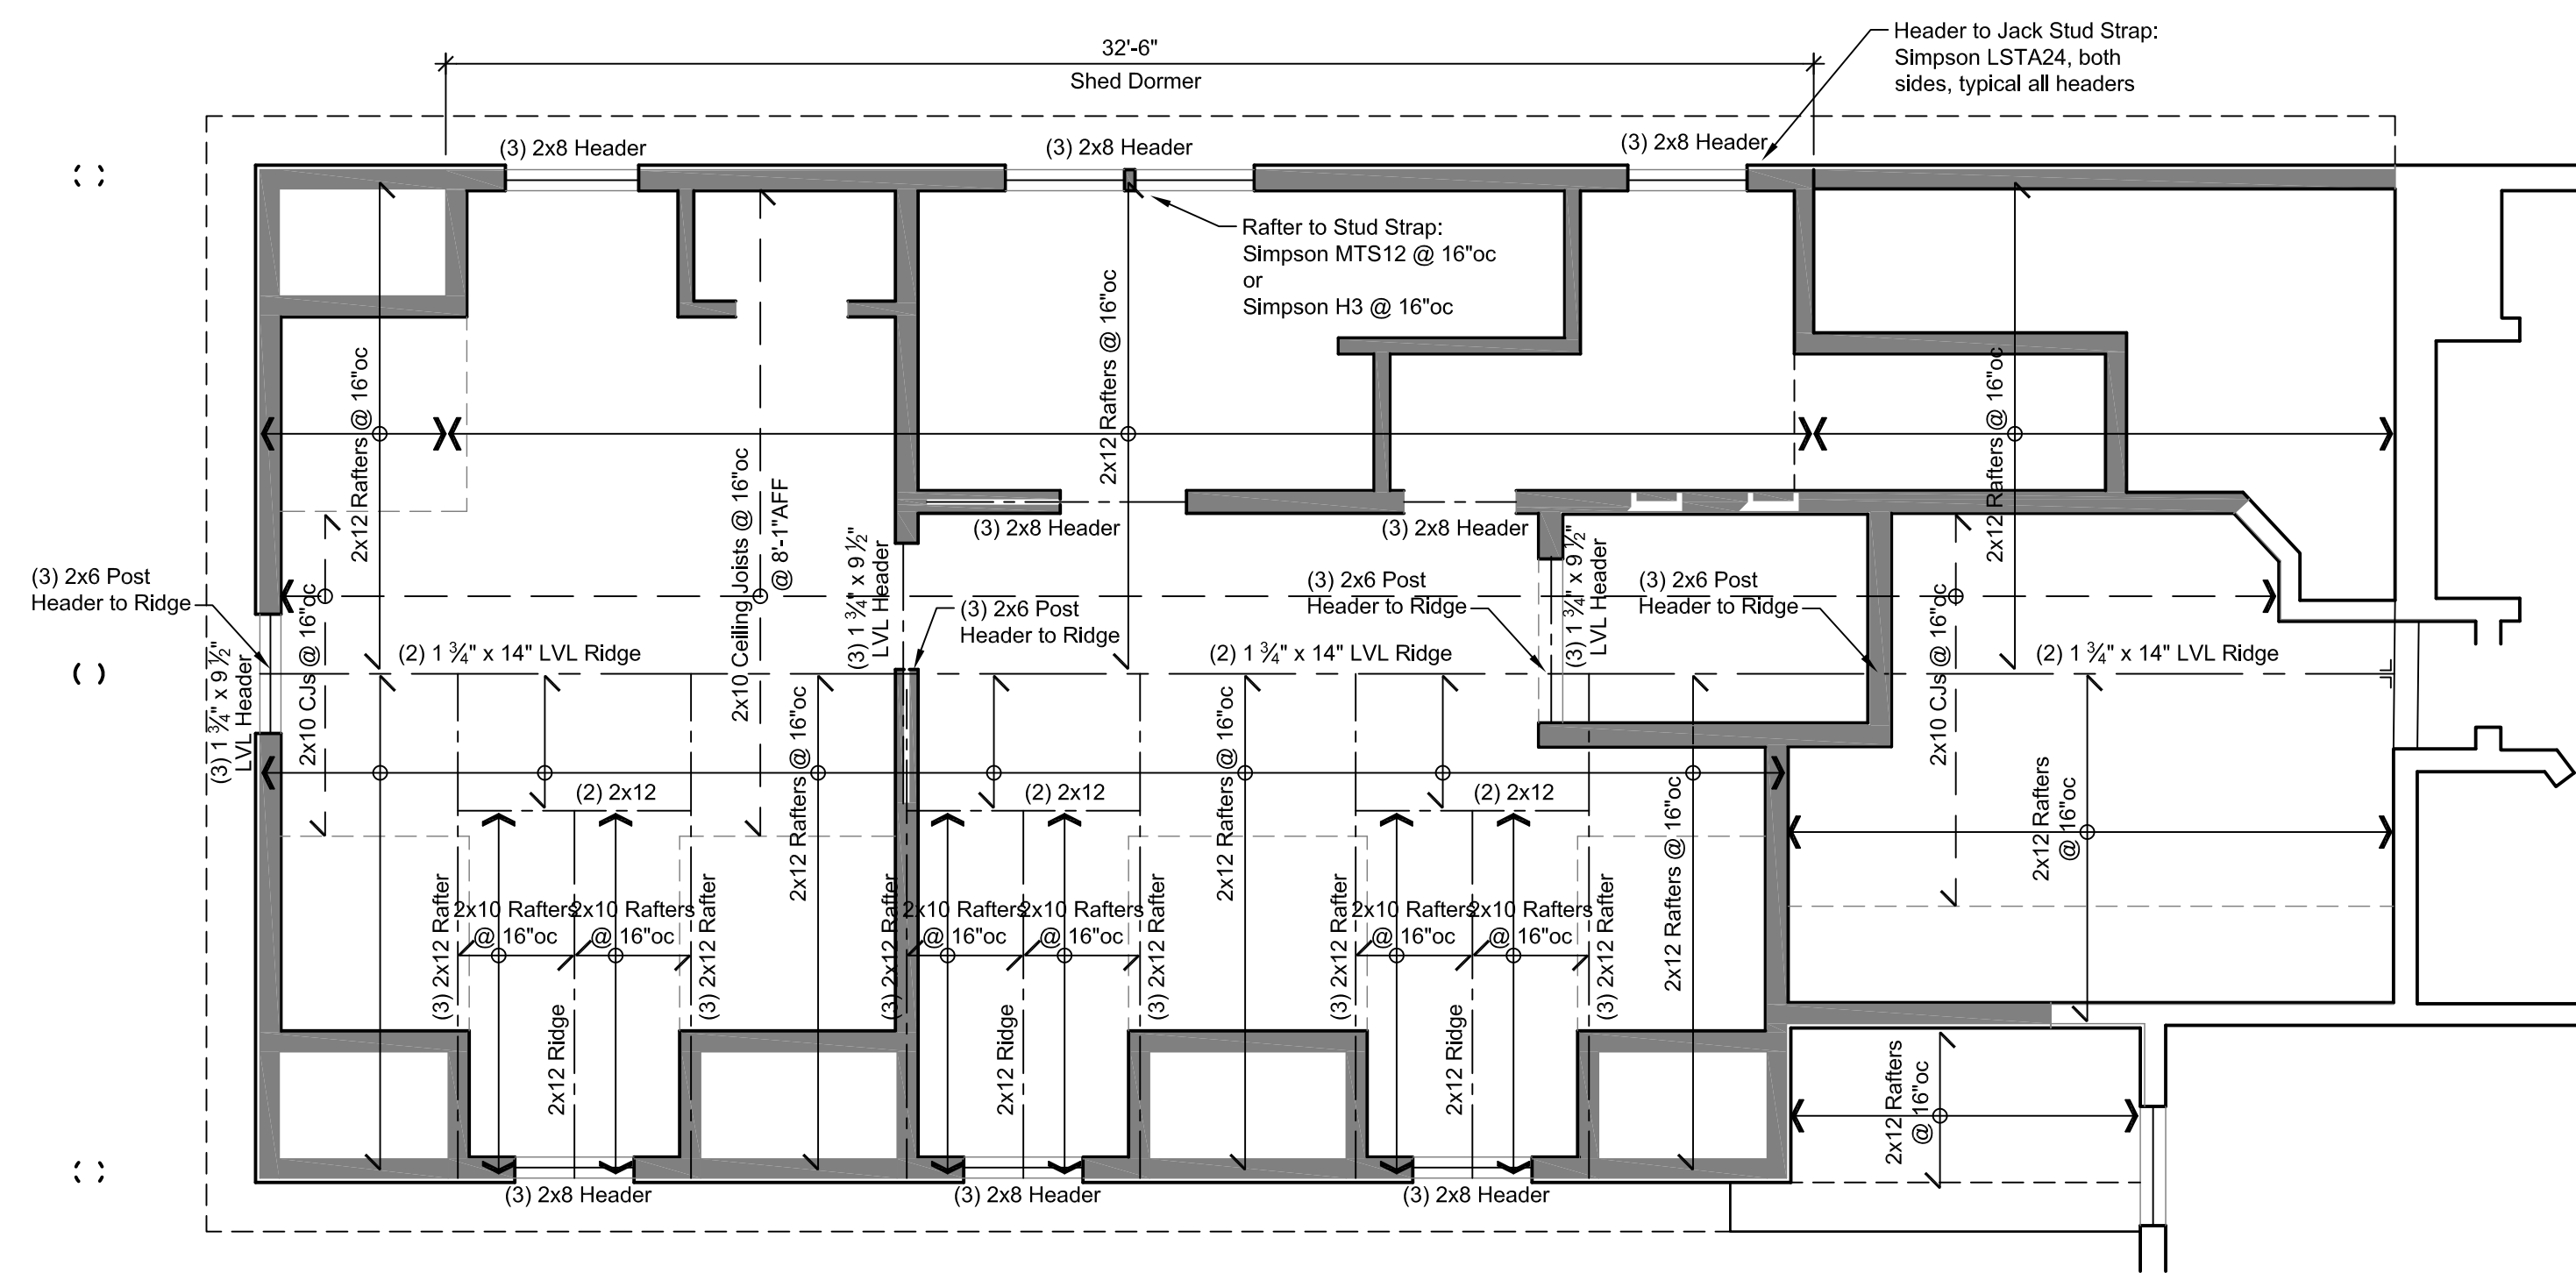 32'-6"
Shed Dormer
Header to Jack Stud Strap:
Simpson LSTA24, both
sides, typical all headers
(3) 2x8 Header
(3) 2x8 Header
(3) 2x8 Header
Rafter to Stud Strap:
Simpson MTS12 @ 16"oc
or
Simpson H3 @ 16"oc
2x12 Rafters @ 16"oc
2x12 Rafters @ 16"oc
2x12 Rafters @ 16"oc
2x10 Ceiling Joists @ 16"oc
@ 8'-1"AFF
(3) 2x8 Header
(3) 2x8 Header
(3) 2x6 Post
Header to Ridge
(3) 1 ¾" x 9 ½"
LVL Header
2x10 CJs @ 16"oc
(3) 1 ¾" x 9 ½"
LVL Header
(3) 2x6 Post
Header to Ridge
(3) 2x6 Post
Header to Ridge
(3) 1 ¾" x 9 ½"
LVL Header
(3) 2x6 Post
Header to Ridge
2x10 CJs @ 16"oc
(2) 1 ¾" x 14" LVL Ridge
(2) 1 ¾" x 14" LVL Ridge
(2) 1 ¾" x 14" LVL Ridge
(2) 2x12
(2) 2x12
(2) 2x12
2x12 Rafters @ 16"oc
2x12 Rafters @ 16"oc
2x12 Rafters @ 16"oc
2x12 Rafters
@ 16"oc
(3) 2x12 Rafter
2x10 Rafters
@ 16"oc
2x10 Rafters
@ 16"oc
(3) 2x12 Rafter
(3) 2x12 Rafter
2x10 Rafters
@ 16"oc
2x10 Rafters
@ 16"oc
(3) 2x12 Rafter
(3) 2x12 Rafter
2x10 Rafters
@ 16"oc
2x10 Rafters
@ 16"oc
(3) 2x12 Rafter
2x12 Ridge
2x12 Ridge
2x12 Ridge
2x12 Rafters
@ 16"oc
(3) 2x8 Header
(3) 2x8 Header
(3) 2x8 Header